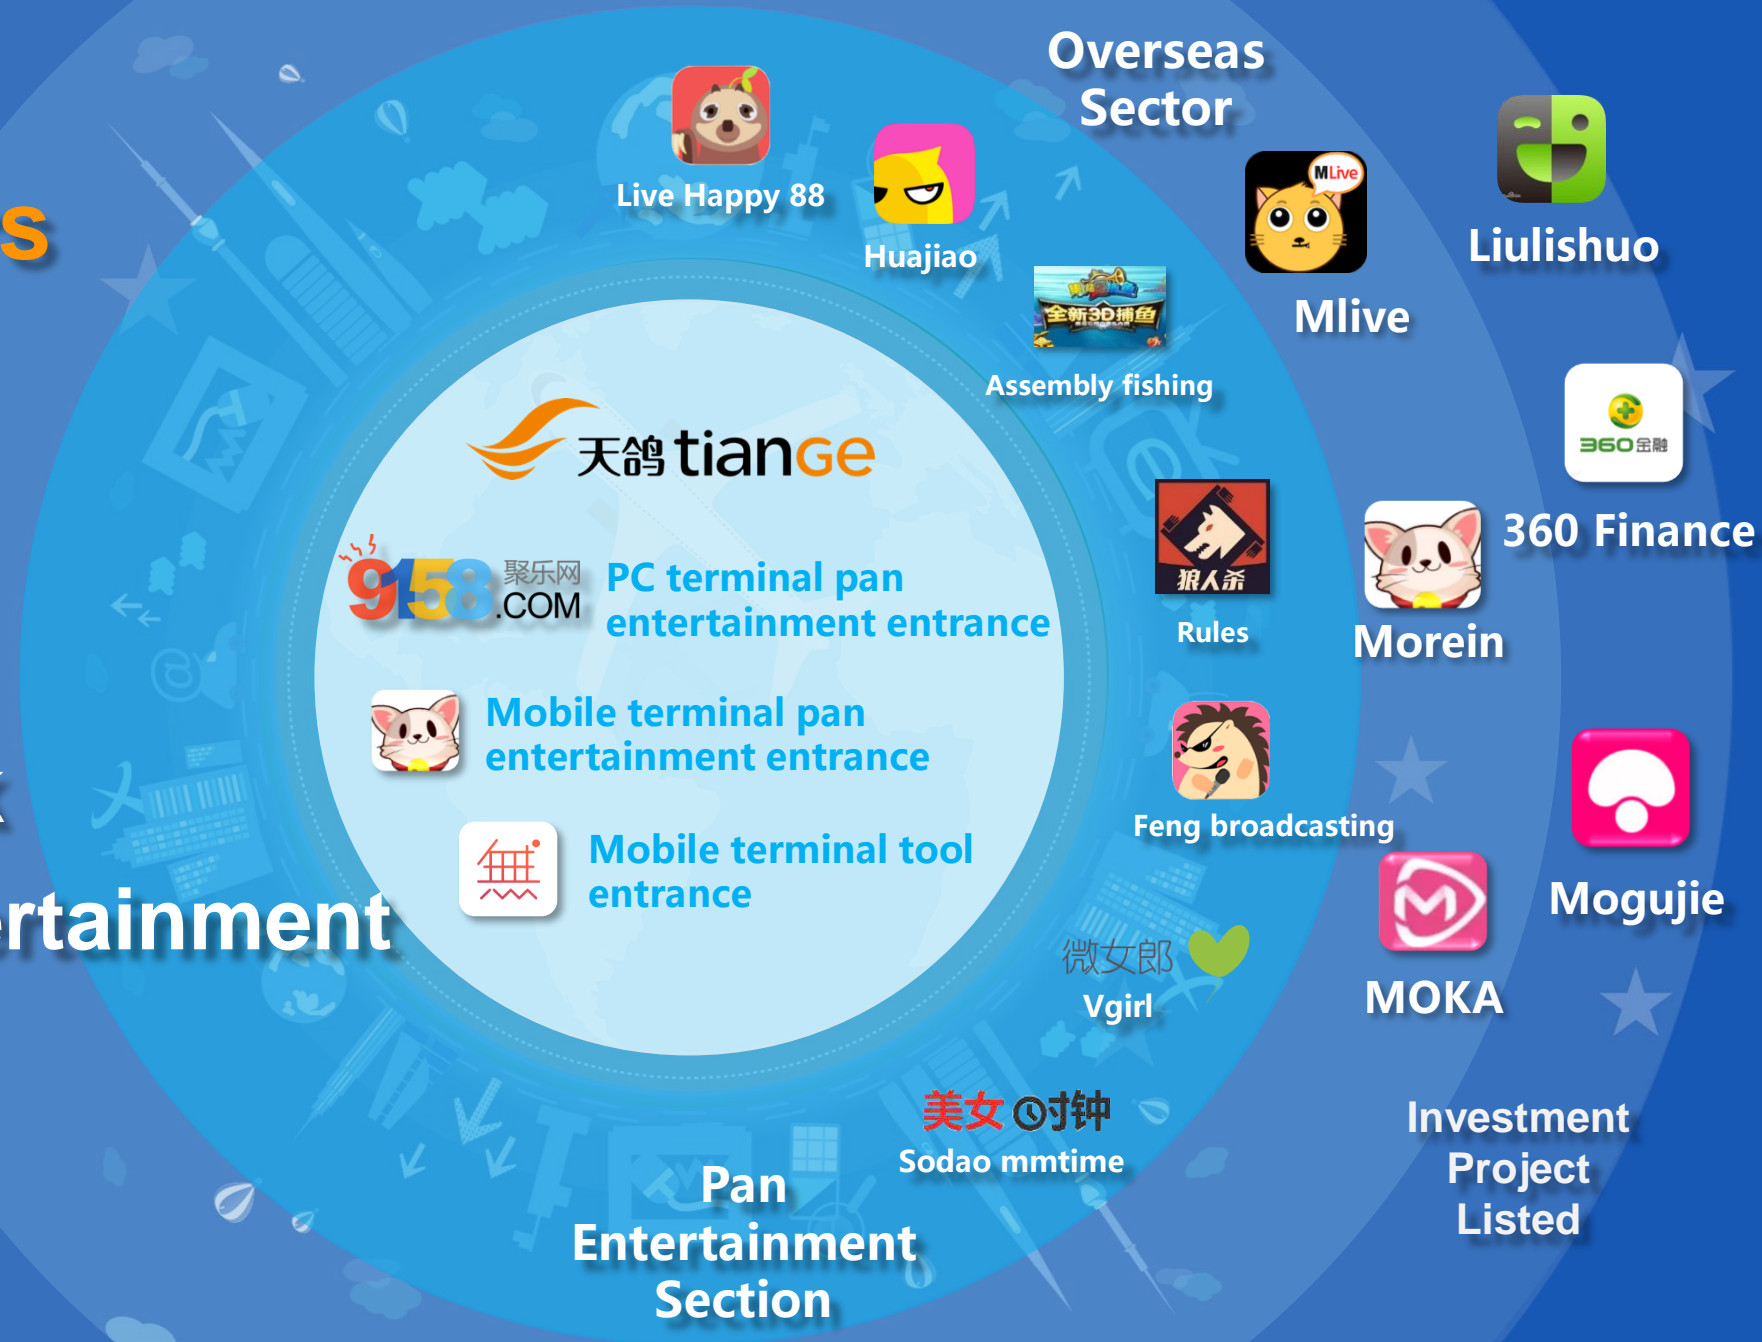 Overseas
Sector
Live Happy 88
Huajiao
MLive
Mlive
Liulishuo
s
全新3D捕鱼
Assembly fishing
360金融
360 Finance
天鸽 tiange
9158.COM
聚乐网
PC terminal pan
entertainment entrance
狼人杀
Rules
Morein
Mobile terminal pan
entertainment entrance
Feng broadcasting
Mobile terminal tool
entrance
ertainment
Mogujie
M
MOKA
微女郎
Vgirl
美女时钟
Sodao mmtime
Investment
Project
Listed
Pan
Entertainment
Section